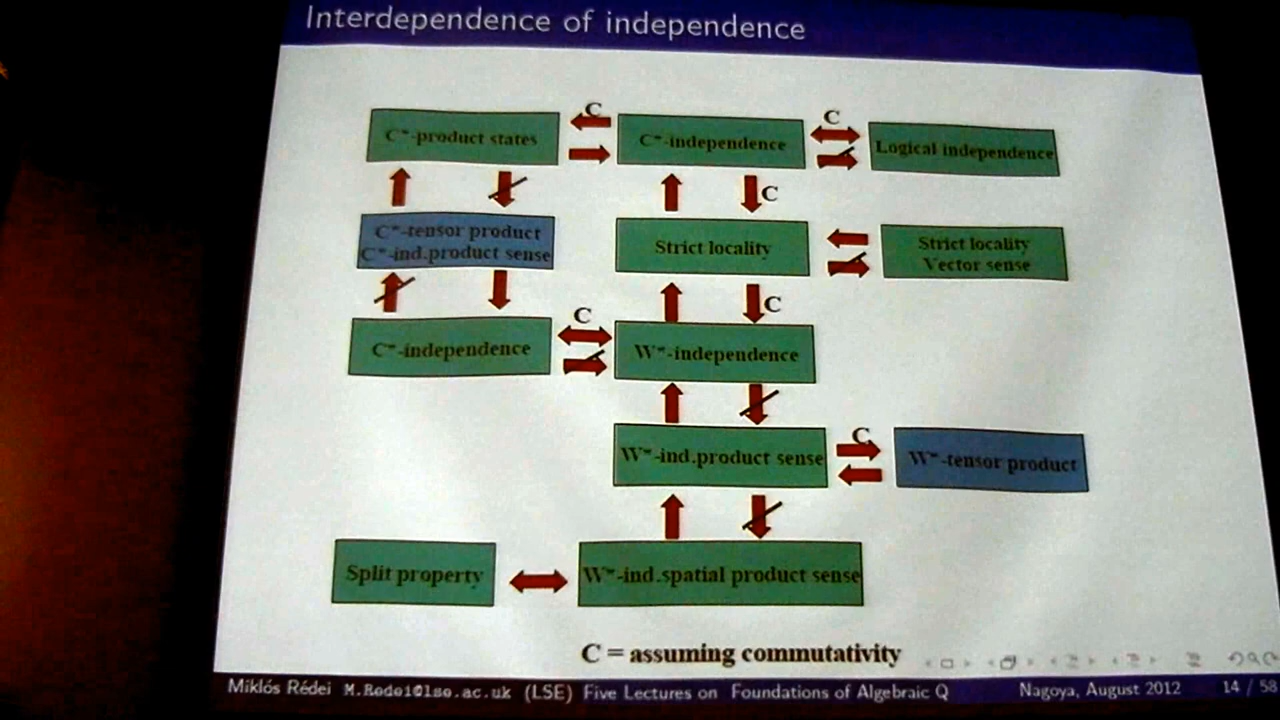 Interdependence of independence
C*-product states
C
C*-independence
C
Logical independence
C
C*-tensor product
C*-ind.product sense
Strict locality
Strict locality
Vector sense
C
C*-independence
C
W*-independence
W*-ind.product sense
C
W*-tensor product
Split property
W*-ind.spatial product sense
C = assuming commutativity
Miklós Rédei M.Redei@lse.ac.uk (LSE) Five Lectures on Foundations of Algebraic Q Nagoya, August 2012 14 / 58